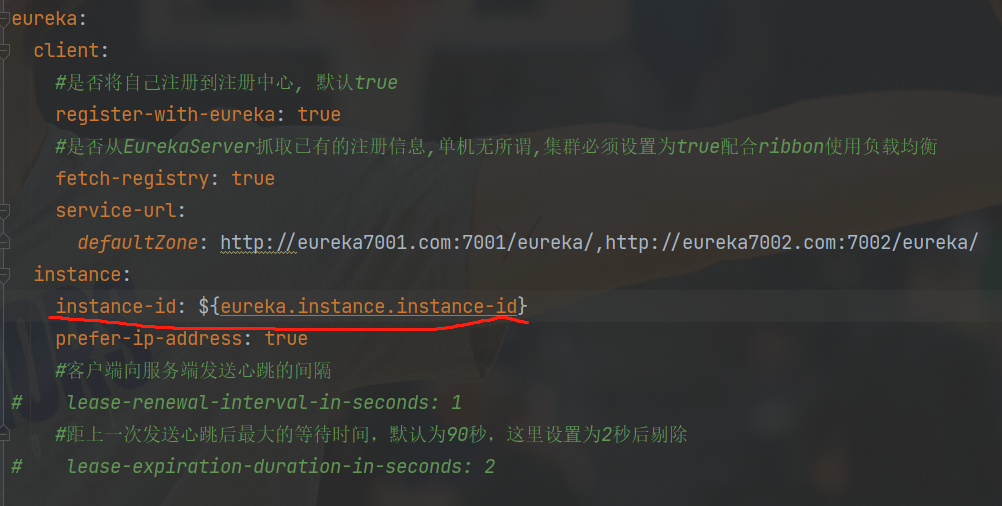 eureka:
client:
#是否将自己注册到注册中心, 默认true
register-with-eureka: true
#是否从EurekaServer抓取已有的注册信息,单机无所谓,集群必须设置为true配合ribbon使用负载均衡
fetch-registry: true
service-url:
defaultZone: http://eureka7001.com:7001/eureka/,http://eureka7002.com:7002/eureka/
instance:
instance-id: ${eureka.instance.instance-id}
prefer-ip-address: true
#客户端向服务端发送心跳的间隔
# lease-renewal-interval-in-seconds: 1
#距上一次发送心跳后最大的等待时间，默认为90秒，这里设置为2秒后剔除
# lease-expiration-duration-in-seconds: 2